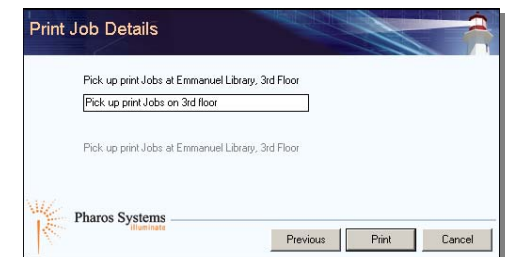 Print Job Details
Pick up print Jobs at Emmanuel Library, 3rd Floor
Pick up print Jobs on 3rd floor
Pick up print Jobs at Emmanuel Library, 3rd Floor
Pharos Systems
illuminata
Previous Print Cancel